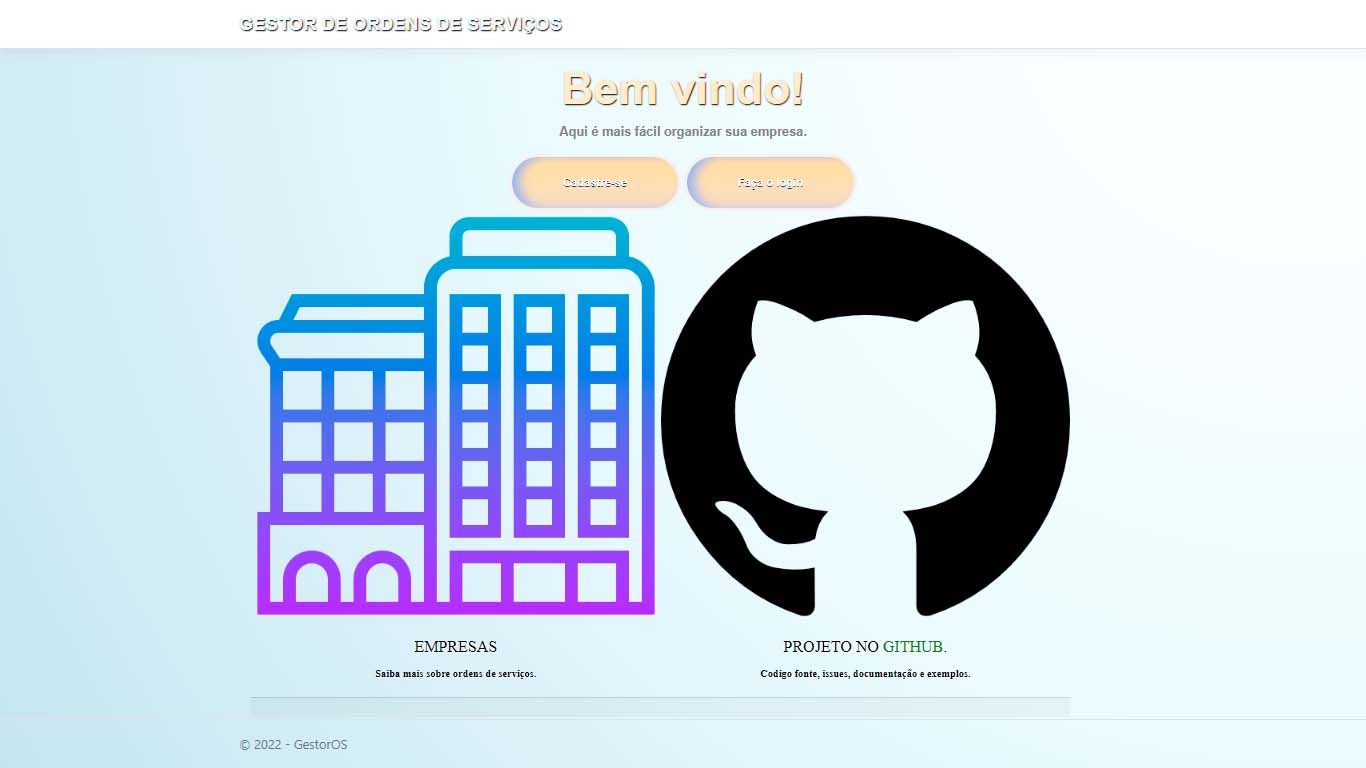 GESTOR DE ORDENS DE SERVIÇOS
Bem vindo!
Aqui é mais fácil organizar sua empresa.
Cadastre-se
Faça o login
EMPRESAS
Saiba mais sobre ordens de serviços.
PROJETO NO GITHUB.
Codigo fonte, issues, documentação e exemplos.
© 2022 - GestorOS